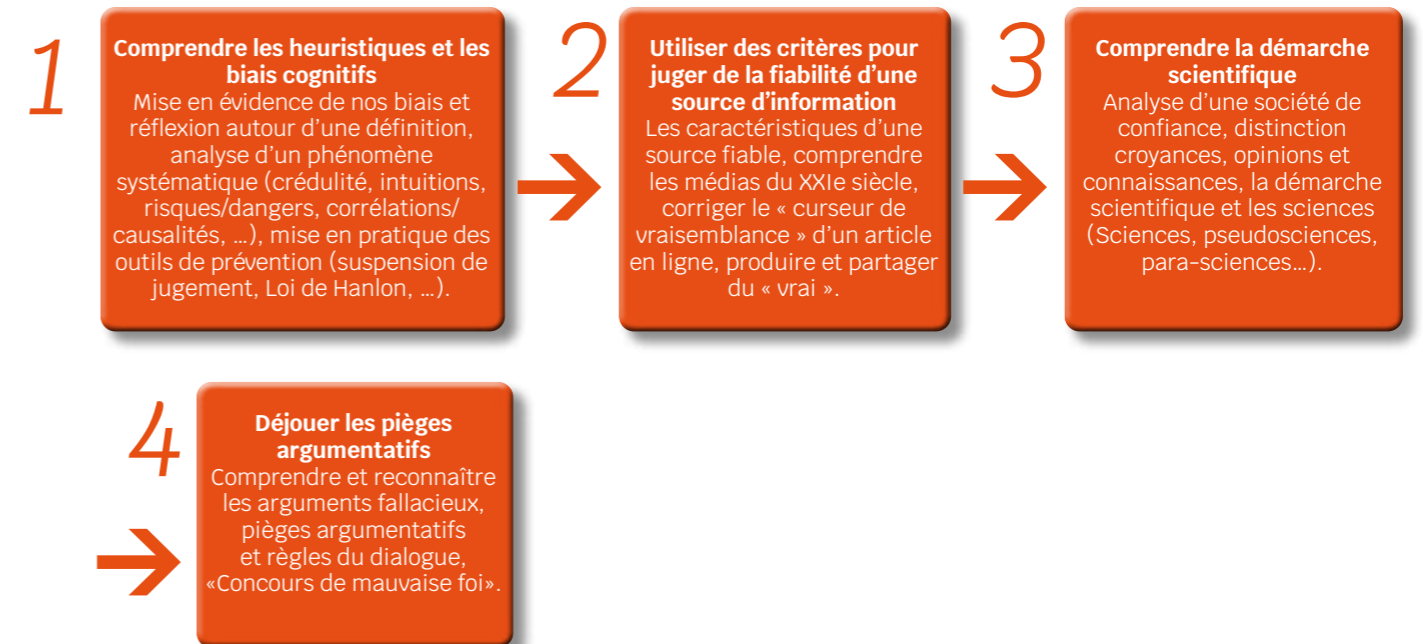 1
Comprendre les heuristiques et les
biais cognitifs
Mise en évidence de nos biais et
réflexion autour d’une définition,
analyse d’un phénomène
systématique (crédulité, intuitions,
risques/dangers, corrélations/
causalités, …), mise en pratique des
outils de prévention (suspension de
jugement, Loi de Hanlon, …).
2
Utiliser des critères pour
juger de la fiabilité d’une
source d’information
Les caractéristiques d’une
source fiable, comprendre
les médias du XXIe siècle,
corriger le « curseur de
vraisemblance » d’un article
en ligne, produire et partager
du « vrai ».
3
Comprendre la démarche
scientifique
Analyse d’une société de
confiance, distinction
croyances, opinions et
connaissances, la démarche
scientifique et les sciences
(Sciences, pseudosciences,
para-sciences…).
4
Déjouer les pièges
argumentatifs
Comprendre et reconnaître
les arguments fallacieux,
pièges argumentatifs
et règles du dialogue,
«Concours de mauvaise foi».